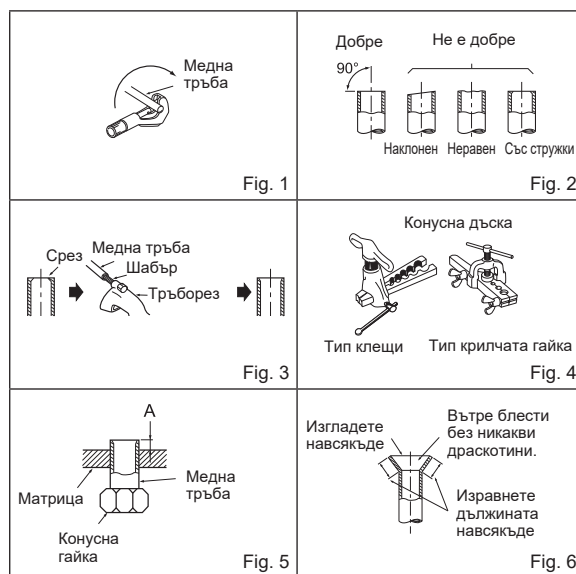 Медна
тръба
Fig. 1
Добре
Не е добре
90°
Наклонен
Неравен
Със стружки
Fig. 2
Срез
Медна тръба
Шабър
Тръборез
Fig. 3
Конусна дъска
Тип клещи
Тип крилчата гайка
Fig. 4
A
Матрица
Медна
тръба
Конусна
гайка
Fig. 5
Изгладете
навсякъде
Вътре блести
без никакви
драскотини.
Изравнете
дължината
навсякъде
Fig. 6